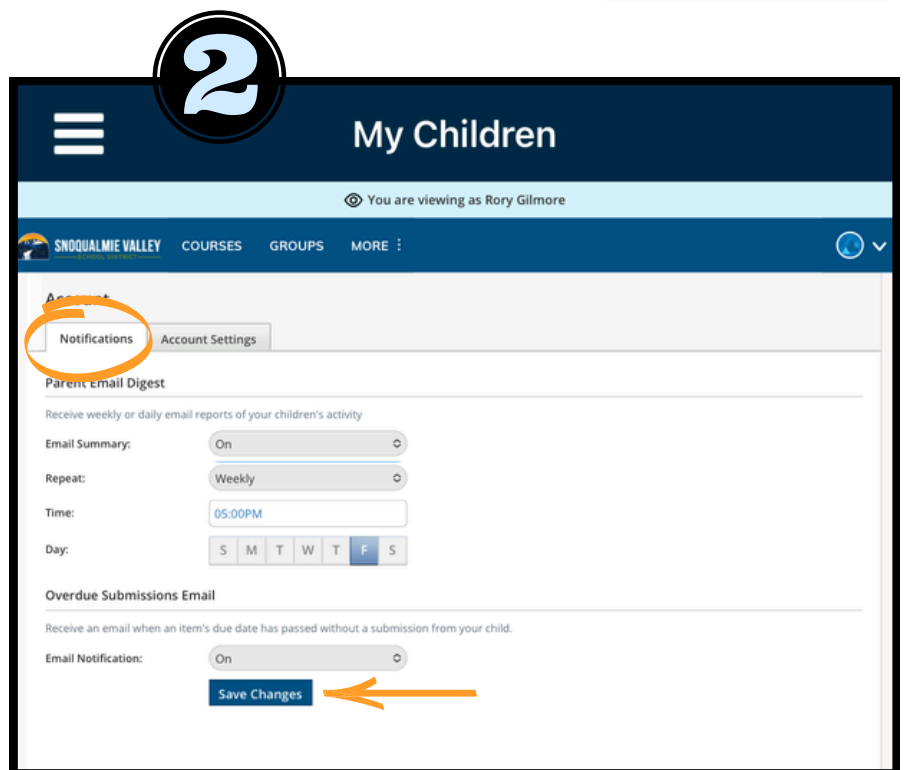 2
My Children
You are viewing as Rory Gilmore
SNOQUALMIE VALLEY COURSES GROUPS MORE
SCHOOL DISTRICT
Account
Notifications Account Settings
Parent Email Digest
Receive weekly or daily email reports of your children's activity
Email Summary: On
Repeat: Weekly
Time: 05:00PM
Day: S M T W T F S
Overdue Submissions Email
Receive an email when an item's due date has passed without a submission from your child.
Email Notification: On
Save Changes